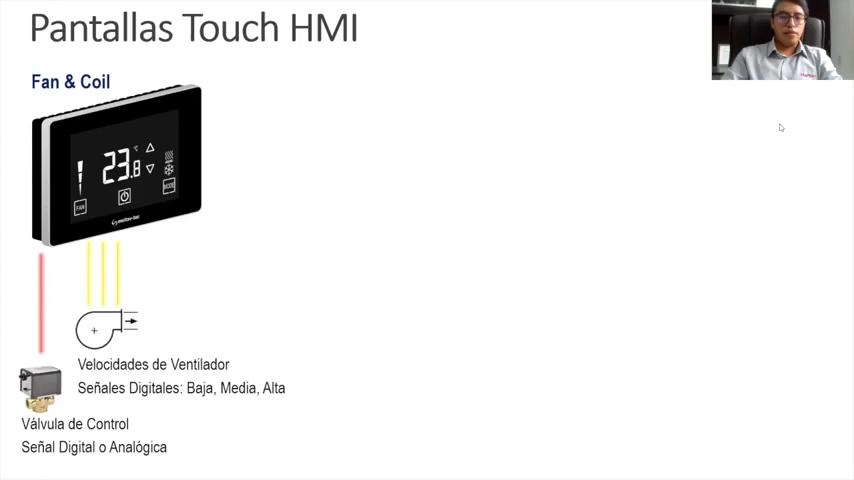 Pantallas Touch HMI
Fan & Coil
23.8
°C
FAN
MODE
Velocidades de Ventilador
Señales Digitales: Baja, Media, Alta
Válvula de Control
Señal Digital o Analógica